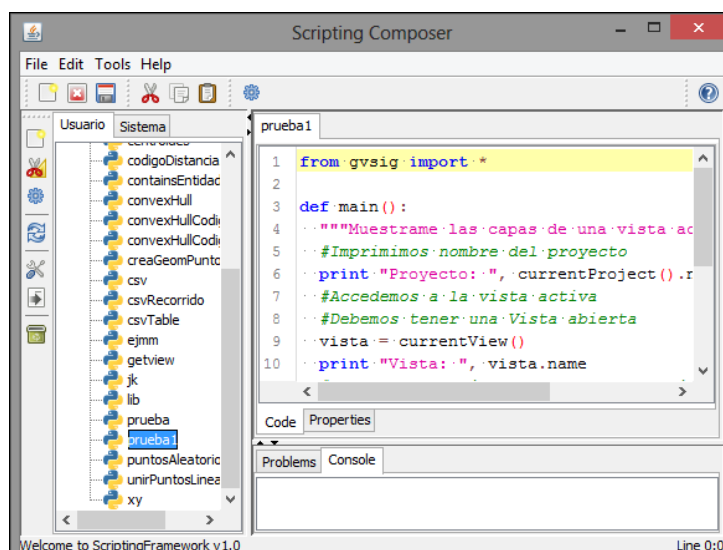 Scripting Composer
File Edit Tools Help
Usuario Sistema
codigoDistancia
containsEntidad
convexHull
convexHullCodi
convexHullCodi
creaGeomPunto
csv
csvRecorrido
csvTable
ejmm
getview
jk
lib
prueba
prueba1
puntosAleatoric
unirPuntosLinea
xy
prueba1
1 from gvsig import *
2
3 def main():
4 """Muestrame las capas de una vista ac
5 #Imprimimos nombre del proyecto
6 print "Proyecto: ", currentProject().n
7 #Accedemos a la vista activa
8 #Debemos tener una Vista abierta
9 vista = currentView()
10 print "Vista: ", vista.name
Code Properties
Problems Console
Welcome to ScriptingFramework v1.0
Line 0:0